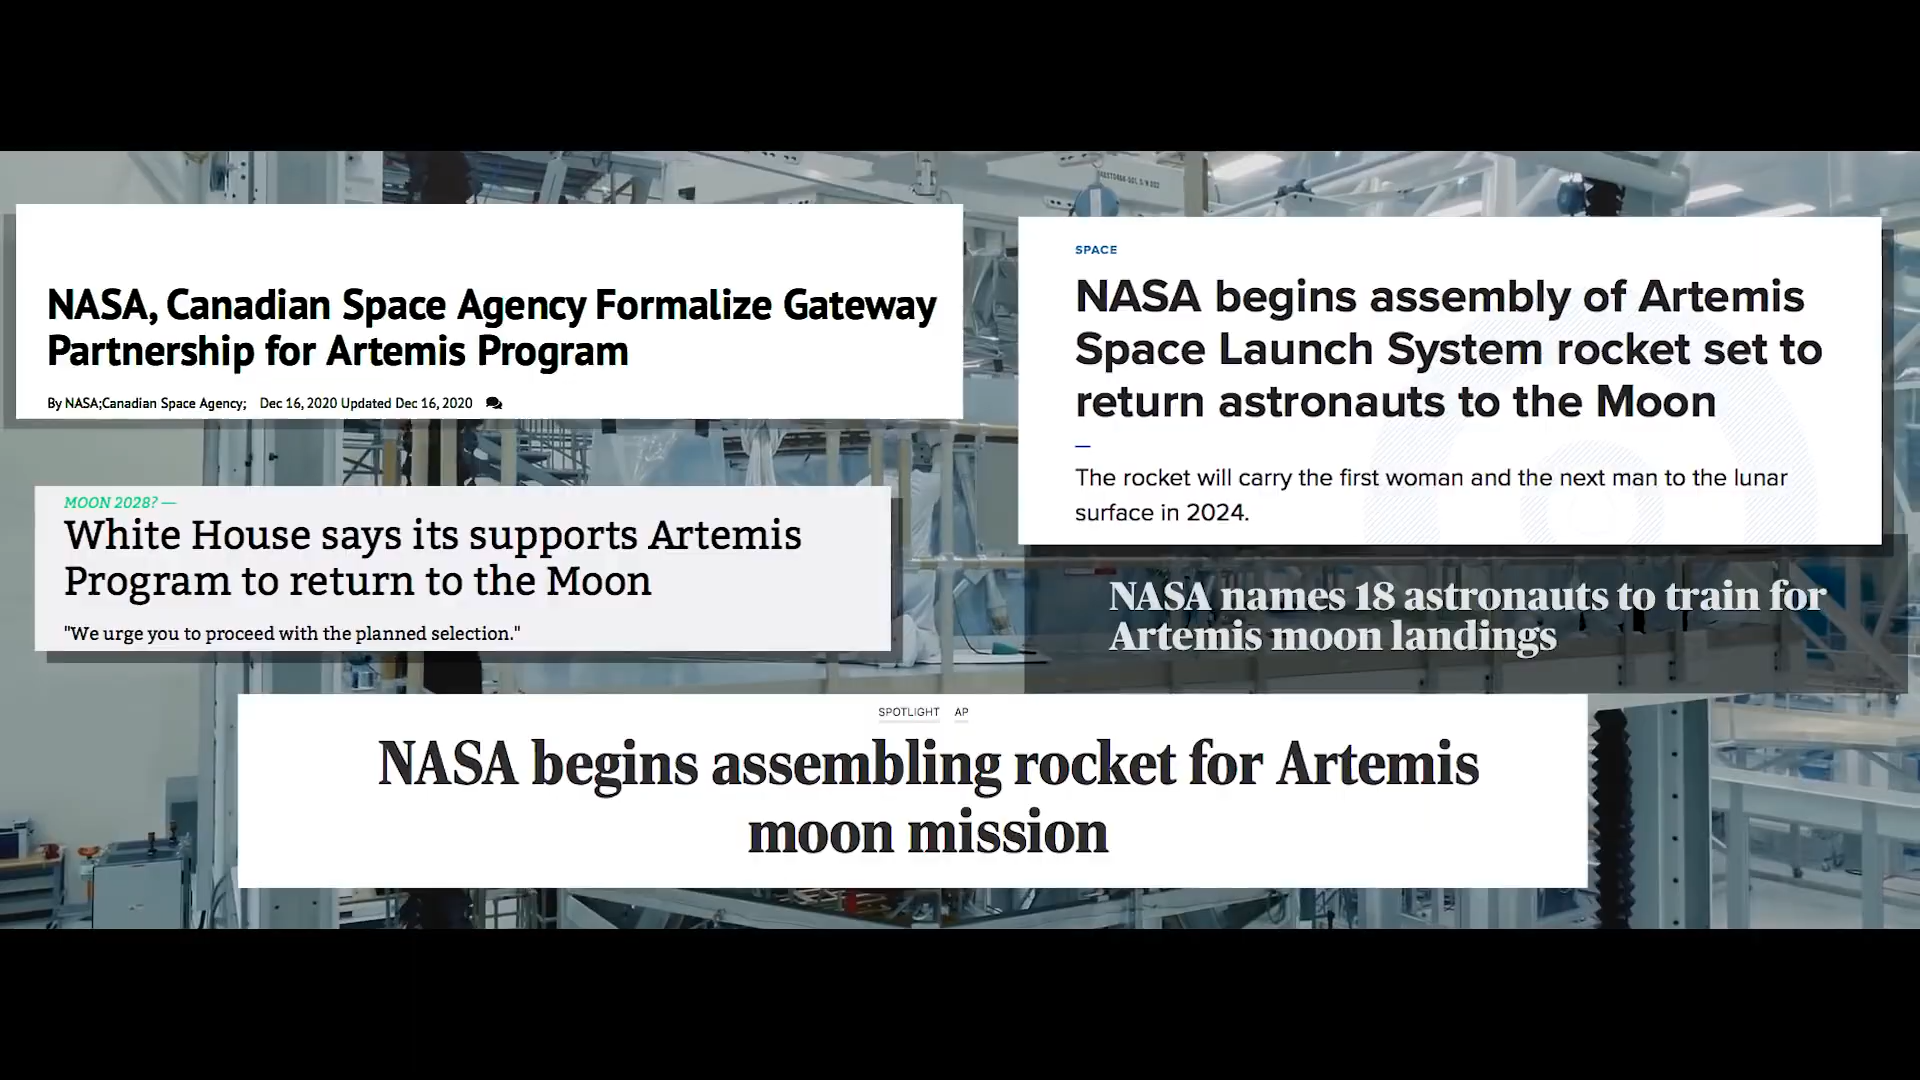 NASA, Canadian Space Agency Formalize Gateway
Partnership for Artemis Program
By NASA;Canadian Space Agency; Dec 16, 2020 Updated Dec 16, 2020
SPACE
NASA begins assembly of Artemis
Space Launch System rocket set to
return astronauts to the Moon
The rocket will carry the first woman and the next man to the lunar
surface in 2024.
MOON 2028? —
White House says its supports Artemis
Program to return to the Moon
"We urge you to proceed with the planned selection."
NASA names 18 astronauts to train for
Artemis moon landings
SPOTLIGHT AP
NASA begins assembling rocket for Artemis
moon mission